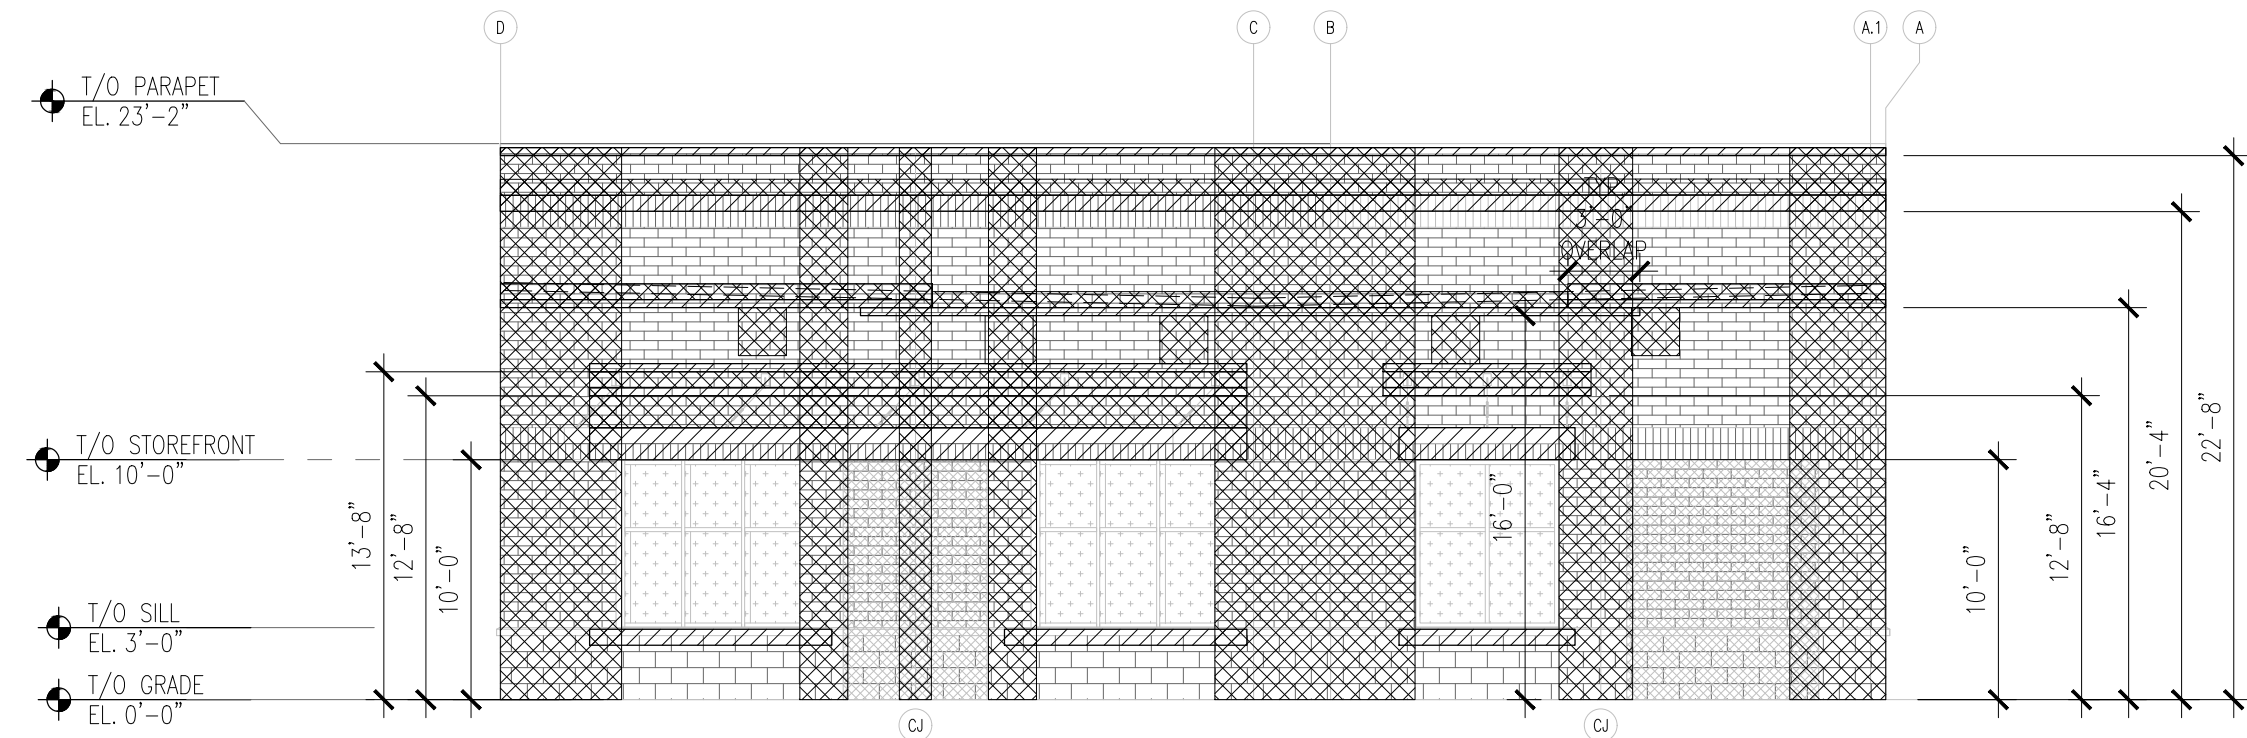 D
C
B
A.1
A
T/O PARAPET
EL. 23'-2"
TYP.
3'-0"
OVERLAP
T/O STOREFRONT
EL. 10'-0"
13'-8"
12'-8"
10'-0"
16'-0"
10'-0"
12'-8"
16'-4"
20'-4"
22'-8"
T/O SILL
EL. 3'-0"
T/O GRADE
EL. 0'-0"
CJ
CJ